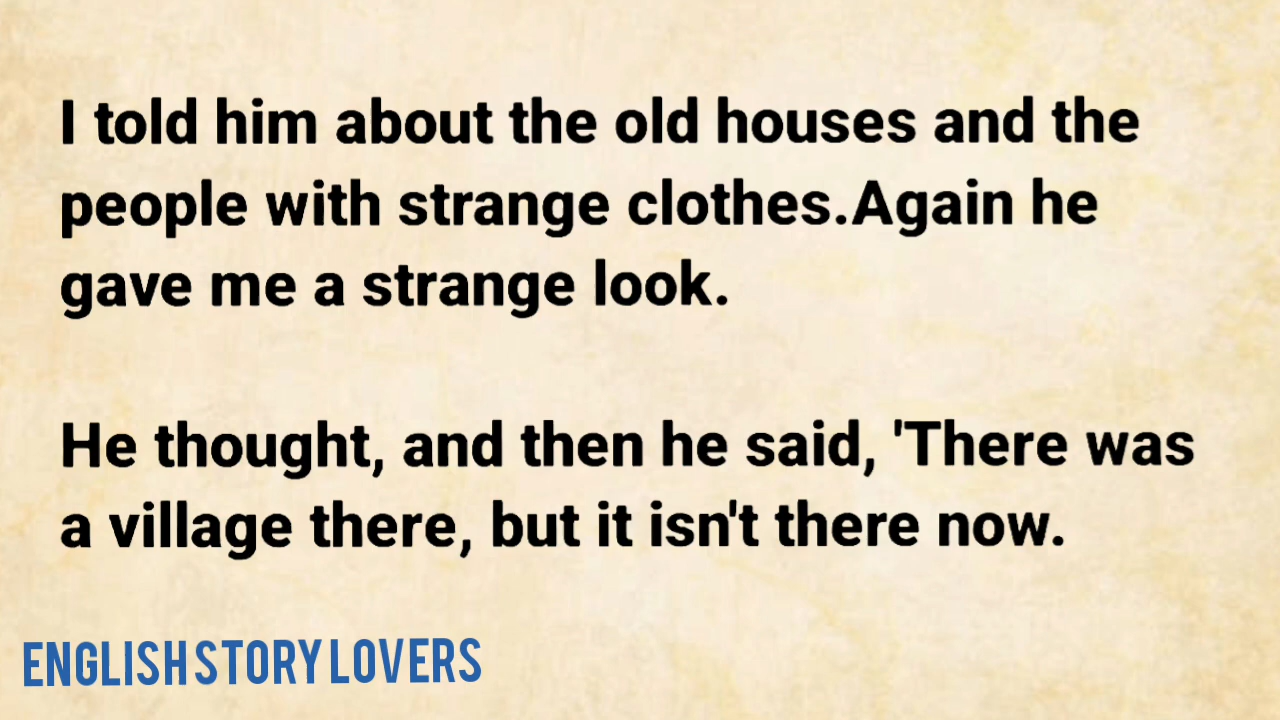 I told him about the old houses and the
people with strange clothes.Again he
gave me a strange look.
He thought, and then he said, 'There was
a village there, but it isn't there now.
ENGLISH STORY LOVERS